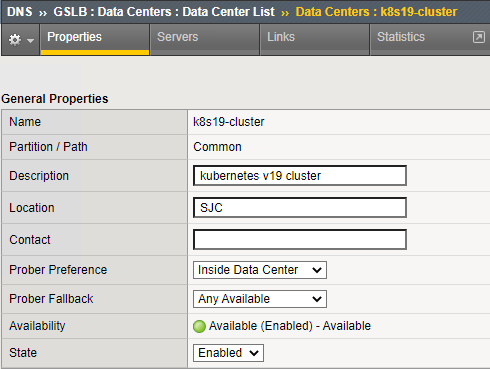 DNS ›› GSLB : Data Centers : Data Center List ›› Data Centers : k8s19-cluster
Properties Servers Links Statistics
General Properties
Name k8s19-cluster
Partition / Path Common
Description kubernetes v19 cluster
Location SJC
Contact
Prober Preference Inside Data Center
Prober Fallback Any Available
Availability Available (Enabled) - Available
State Enabled